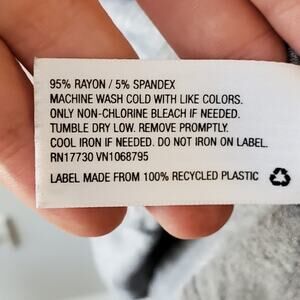 95% RAYON / 5% SPANDEX
MACHINE WASH COLD WITH LIKE COLORS.
ONLY NON-CHLORINE BLEACH IF NEEDED.
TUMBLE DRY LOW. REMOVE PROMPTLY.
COOL IRON IF NEEDED. DO NOT IRON ON LABEL.
RN17730 VN1068795
LABEL MADE FROM 100% RECYCLED PLASTIC